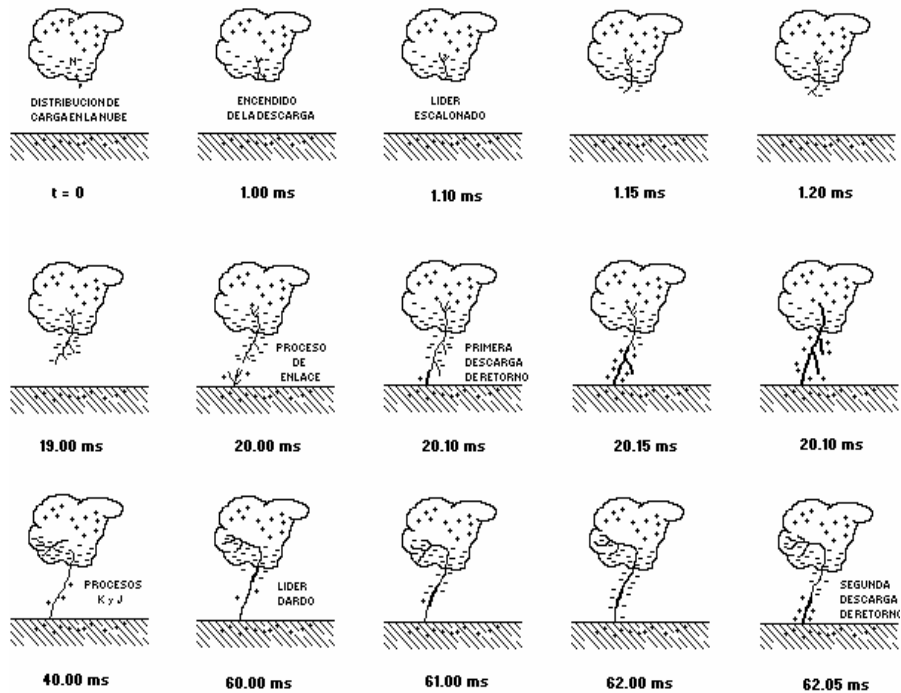 P
N
P
DISTRIBUCION DE
CARGA EN LA NUBE
ENCENDIDO
DE LA DESCARGA
LIDER
ESCALONADO
t = 0
1.00 ms
1.10 ms
1.15 ms
1.20 ms
PROCESO
DE
ENLACE
PRIMERA
DESCARGA
DE RETORNO
19.00 ms
20.00 ms
20.10 ms
20.15 ms
20.10 ms
PROCESOS
K y J
LIDER
DARDO
SEGUNDA
DESCARGA
DE RETORNO
40.00 ms
60.00 ms
61.00 ms
62.00 ms
62.05 ms